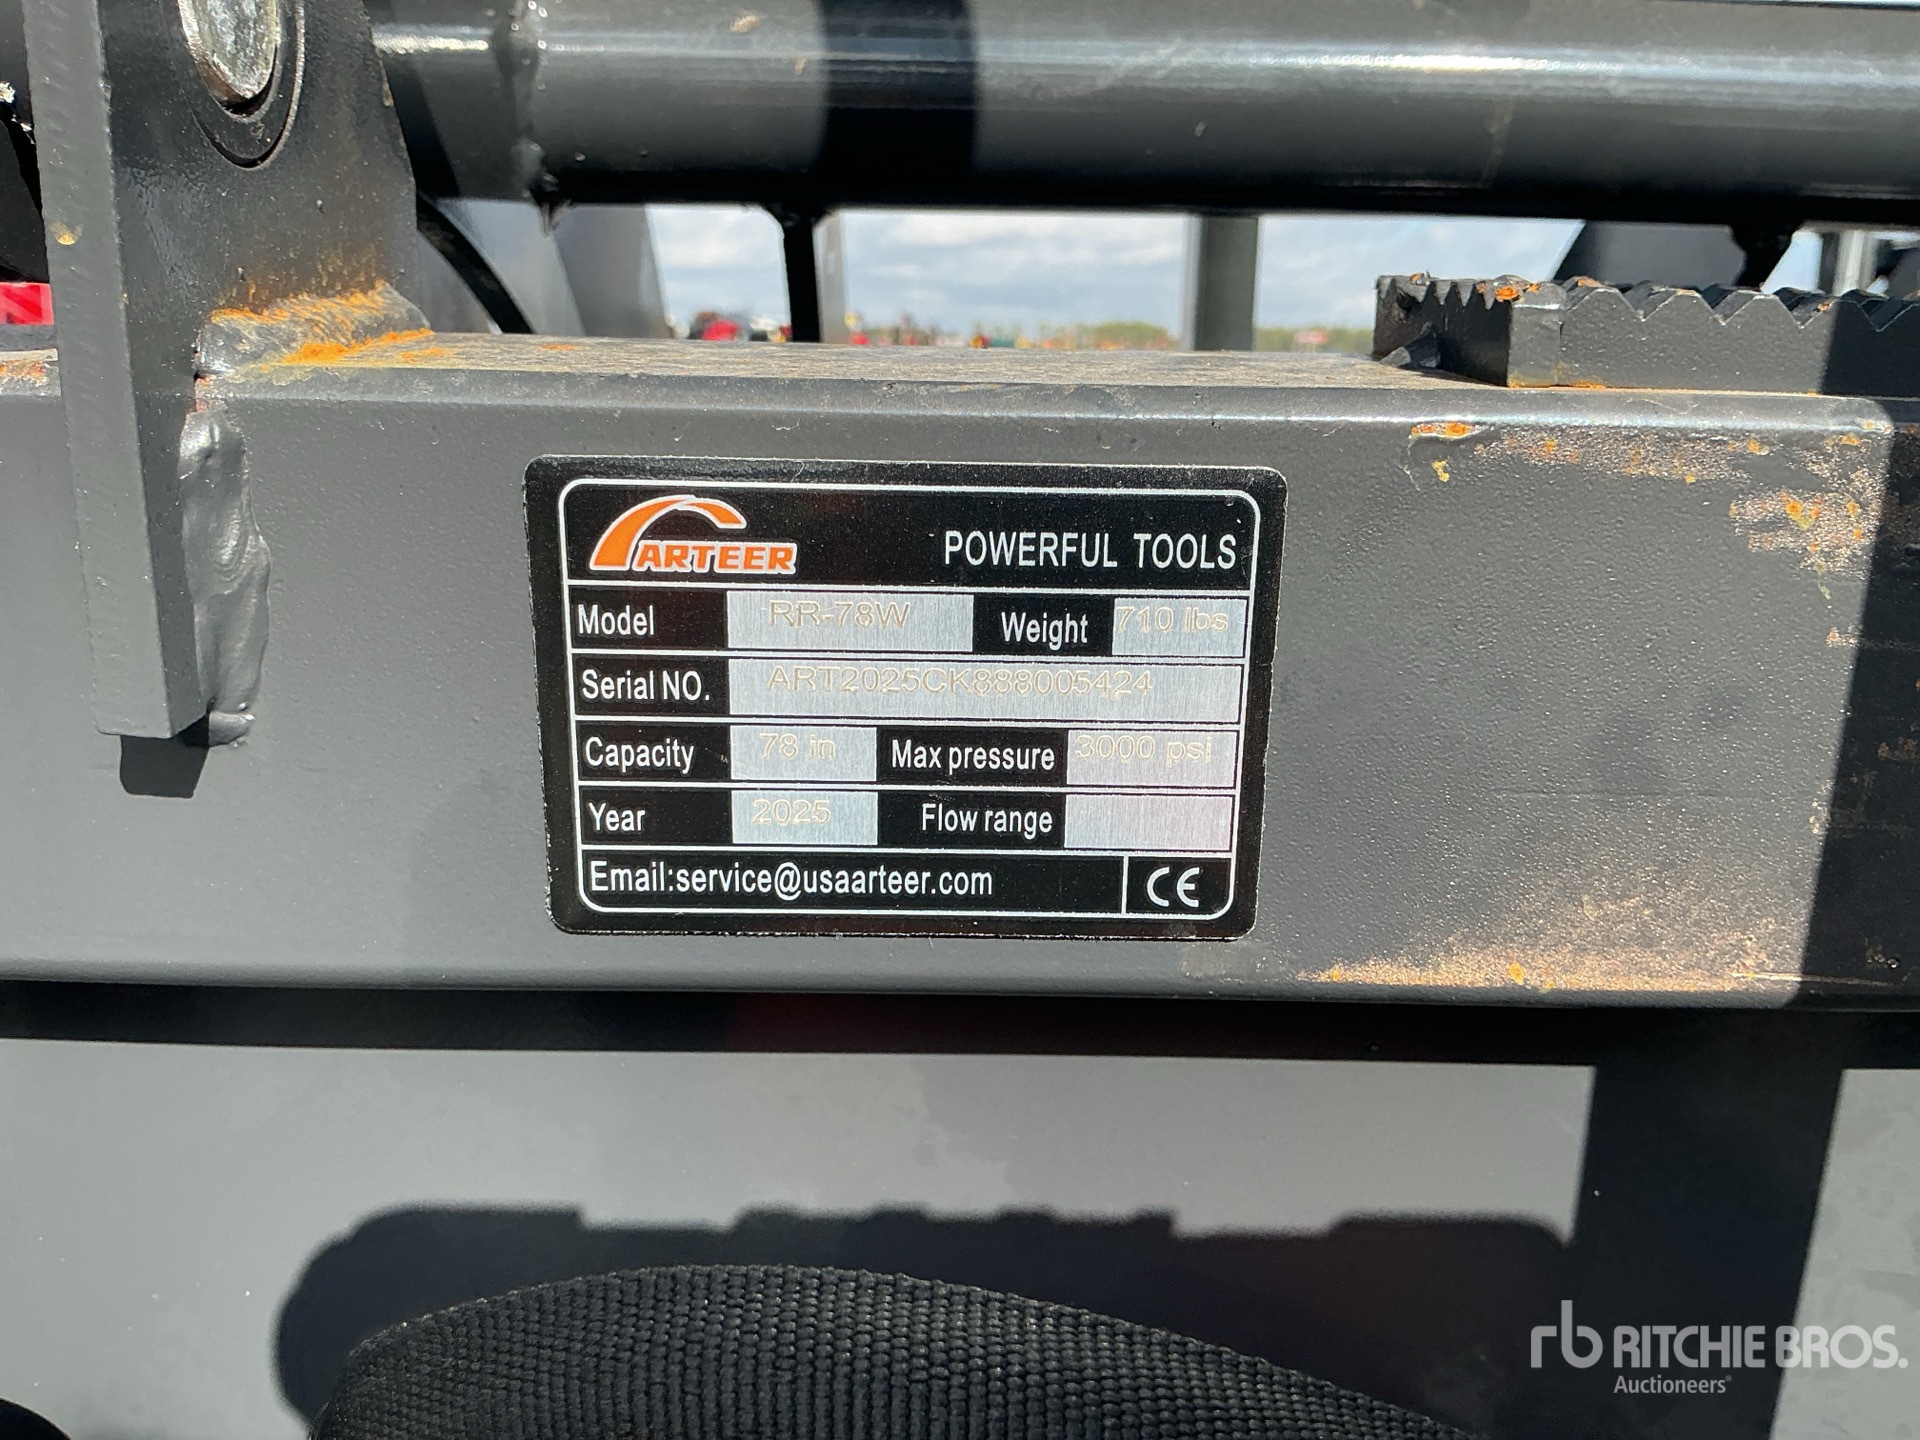 ARTEER POWERFUL TOOLS
Model RR-78W Weight 710 lbs
Serial NO. ART2025CK888005424
Capacity 78 in Max pressure 3000 psi
Year 2025 Flow range
Email:service@usaarteer.com CE
rb RITCHIE BROS.
Auctioneers